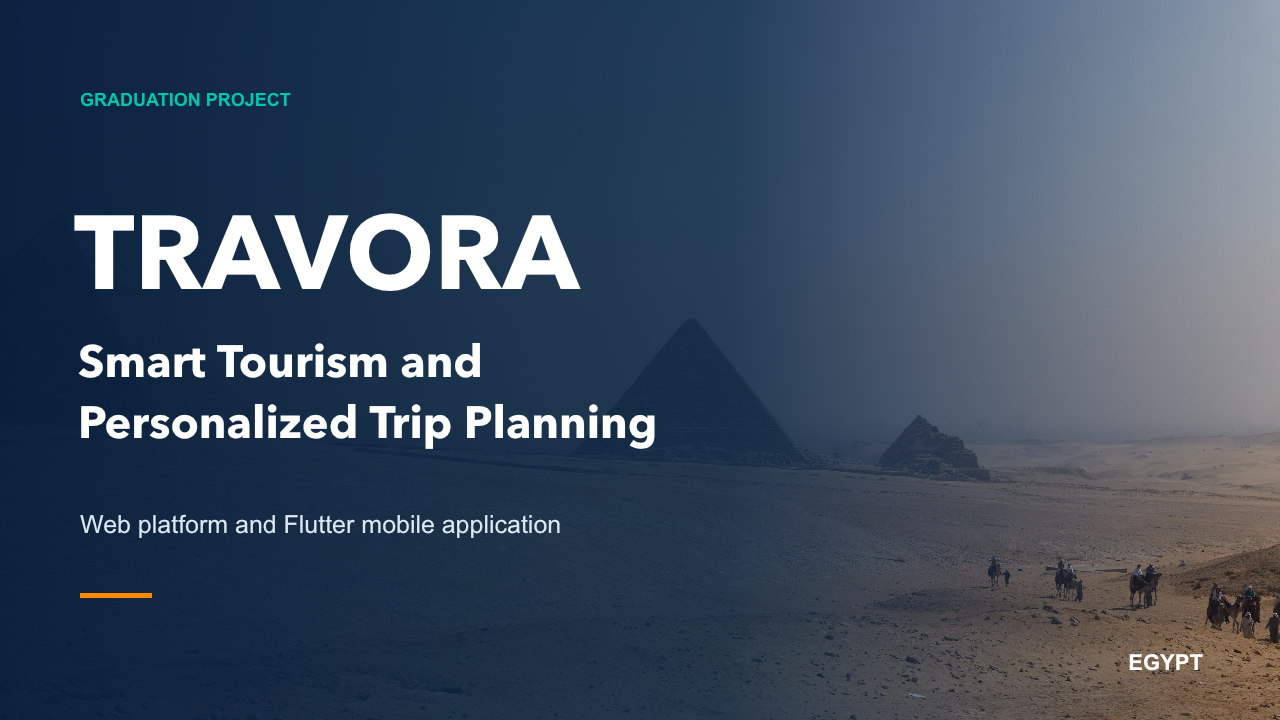 GRADUATION PROJECT
TRAVORA
Smart Tourism and
Personalized Trip Planning
Web platform and Flutter mobile application
EGYPT